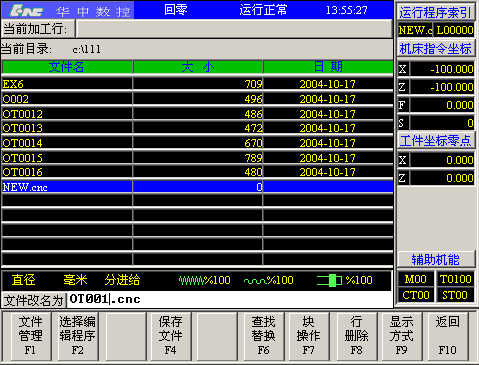 华中数控 回零 运行正常 13:55:27 运行程序索引
当前加工行: NEW.c L00000
当前目录: c:\111 机床指令坐标
文件名 大 小 日 期
X -100.000
EX6 709 2004-10-17
Z -100.000
O002 496 2004-10-17
F 0.000
OT0012 486 2004-10-17
S 0
OT0013 472 2004-10-17
工件坐标零点
OT0014 670 2004-10-17
X 0.000
OT0015 789 2004-10-17
Z 0.000
OT0016 480 2004-10-17
NEW.cnc 0
辅助机能
直径 毫米 分进给 %100 %100 %100
M00 T0100
CT00 ST00
文件改名为 OT001.cnc
文件管理 F1
选择编辑程序 F2
保存文件 F4
查找替换 F6
块操作 F7
行删除 F8
显示方式 F9
返回 F10